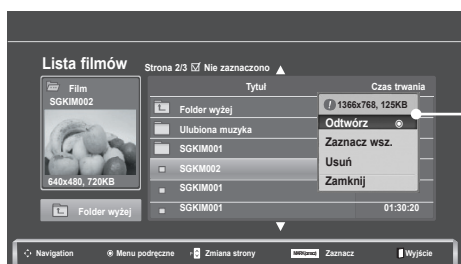 Lista filmów
Strona 2/3 Nie zaznaczono
Film
SGKIM002
640x480, 720KB
Folder wyżej
Tytuł
Czas trwania
Folder wyżej
Ulubiona muzyka
SGKIM001
SGKM002
SGKIM001
SGKIM001
01:30:20
1366x768, 125KB
Odtwórz
Zaznacz wsz.
Usuń
Zamknij
Navigation
Menu podręczne
Zmiana strony
Zaznacz
Wyjście